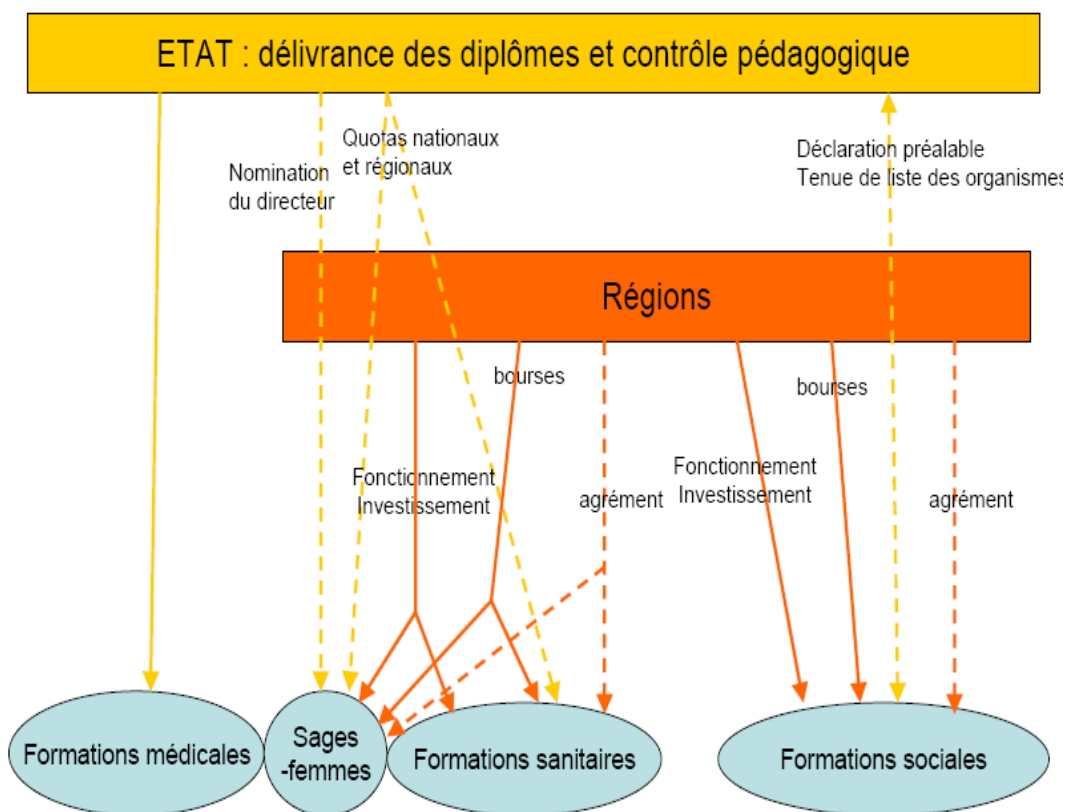 ETAT : délivrance des diplômes et contrôle pédagogique
Quotas nationaux
et régionaux
Nomination
du directeur
Déclaration préalable
Tenue de liste des organismes
Régions
bourses
bourses
Fonctionnement
Investissement
agrément
Fonctionnement
Investissement
agrément
Formations médicales
Sages
-femmes
Formations sanitaires
Formations sociales